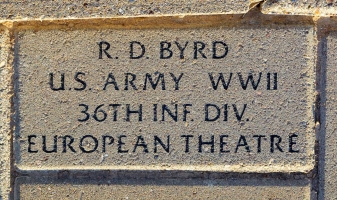 R. D. BYRD
U.S. ARMY WWII
36TH INF. DIV.
EUROPEAN THEATRE